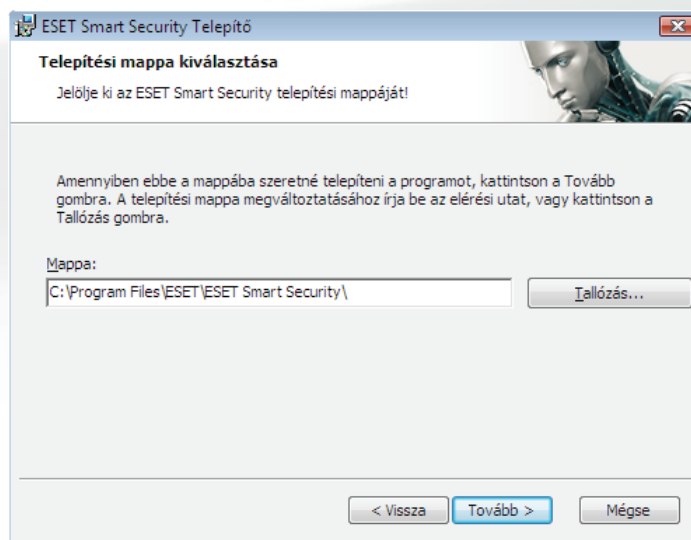 ESET Smart Security Telepítő
Telepítési mappa kiválasztása
Jelölje ki az ESET Smart Security telepítési mappáját!
Amennyiben ebbe a mappába szeretné telepíteni a programot, kattintson a Tovább
gombra. A telepítési mappa megváltoztatásához írja be az elérési utat, vagy kattintson a
Tallózás gombra.
Mappa:
C:\Program Files\ESET\ESET Smart Security\
Tallózás...
< Vissza
Tovább >
Mégse